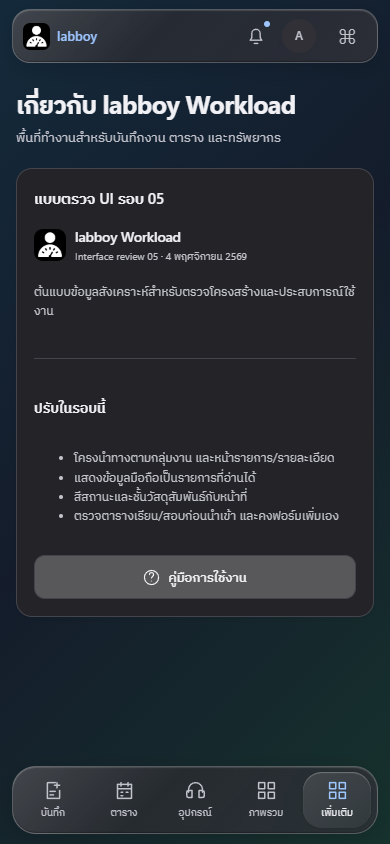 labboy
A
เกี่ยวกับ labboy Workload
พื้นที่ทำงานสำหรับบันทึกงาน ตาราง และทรัพยากร
แบบตรวจ UI รอบ 05
labboy Workload
Interface review 05 · 4 พฤศจิกายน 2569
ต้นแบบข้อมูลสังเคราะห์สำหรับตรวจโครงสร้างและประสบการณ์ใช้
งาน
ปรับในรอบนี้
• โครงนำทางตามกลุ่มงาน และหน้ารายการ/รายละเอียด
• แสดงข้อมูลมือถือเป็นรายการที่อ่านได้
• สีสถานะและชั้นวัสดุสัมพันธ์กับหน้าที่
• ตรวจตารางเรียน/สอบก่อนนำเข้า และคงฟอร์มเพิ่มเอง
คู่มือการใช้งาน
บันทึก
ตาราง
อุปกรณ์
ภาพรวม
เพิ่มเติม